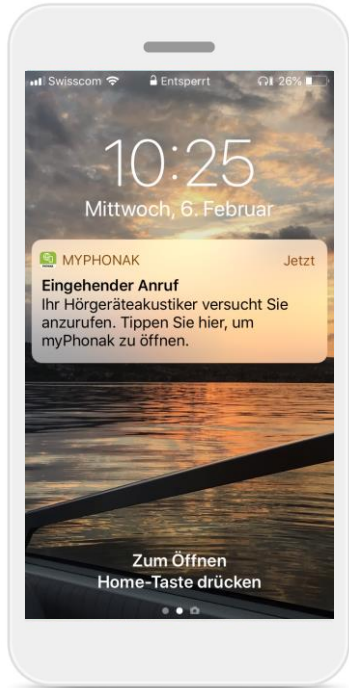 Swisscom Entsperrt 26%
10:25
Mittwoch, 6. Februar
MYPHONAK Jetzt
Eingehender Anruf
Ihr Hörgeräteakustiker versucht Sie
anzurufen. Tippen Sie hier, um
myPhonak zu öffnen.
Zum Öffnen
Home-Taste drücken